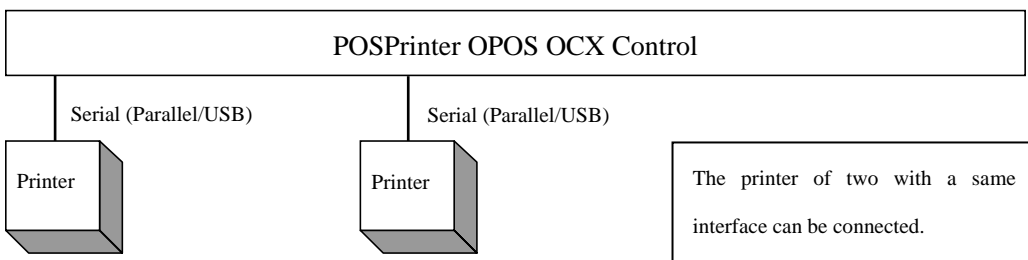 POSPrinter OPOS OCX Control
Serial (Parallel/USB)
Serial (Parallel/USB)
Printer
Printer
The printer of two with a same
interface can be connected.